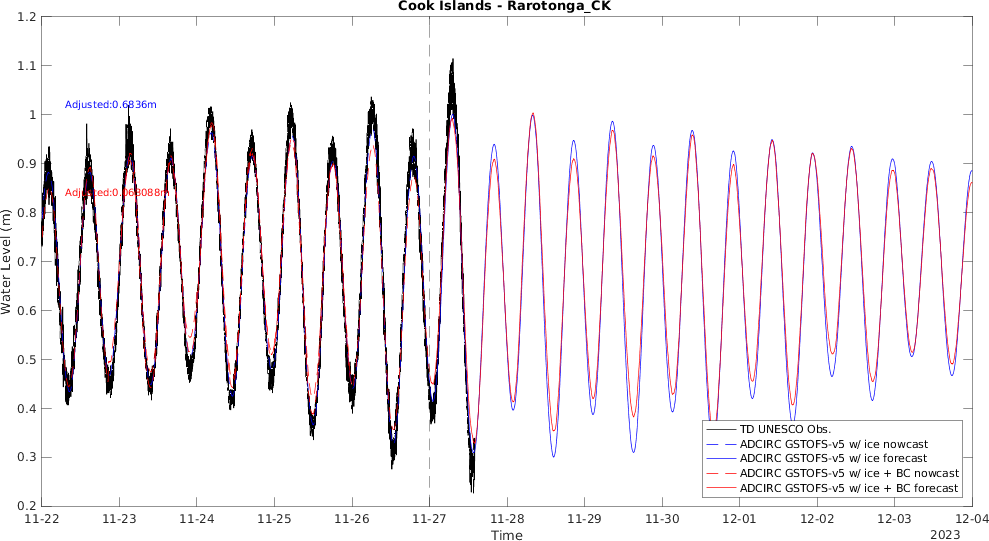 Cook Islands - Rarotonga_CK
1.2
1.1
1
0.9
0.8
0.7
0.6
0.5
0.4
0.3
0.2
Water Level (m)
Adjusted:0.6836m
Adjusted:0.063088m
TD UNESCO Obs.
ADCIRC GSTOFS-v5 w/ ice nowcast
ADCIRC GSTOFS-v5 w/ ice forecast
ADCIRC GSTOFS-v5 w/ ice + BC nowcast
ADCIRC GSTOFS-v5 w/ ice + BC forecast
11-22 11-23 11-24 11-25 11-26 11-27 11-28 11-29 11-30 12-01 12-02 12-03 12-04
Time
2023